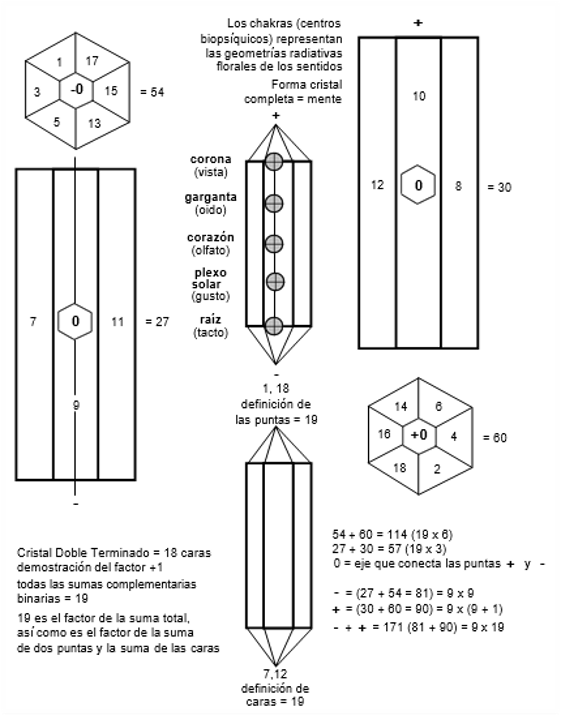 Los chakras (centros
biopsíquicos) representan
las geometrías radiativas
florales de los sentidos
Forma cristal
completa = mente
+
1 17
3 -0 15 = 54
5 13
+
corona
(vista)
garganta
(oido)
corazón
(olfato)
plexo
solar
(gusto)
raíz
(tacto)
-
10
12 0 8 = 30
7 0 11 = 27
9
-
1, 18
definición de
las puntas = 19
14 6
16 +0 4 = 60
18 2
Cristal Doble Terminado = 18 caras
demostración del factor +1
todas las sumas complementarias
binarias = 19
19 es el factor de la suma total,
así como es el factor de la suma
de dos puntas y la suma de las caras
7,12
definición de
caras = 19
54 + 60 = 114 (19 x 6)
27 + 30 = 57 (19 x 3)
0 = eje que conecta las puntas + y -
- = (27 + 54 = 81) = 9 x 9
+ = (30 + 60 = 90) = 9 x (9 + 1)
- + + = 171 (81 + 90) = 9 x 19